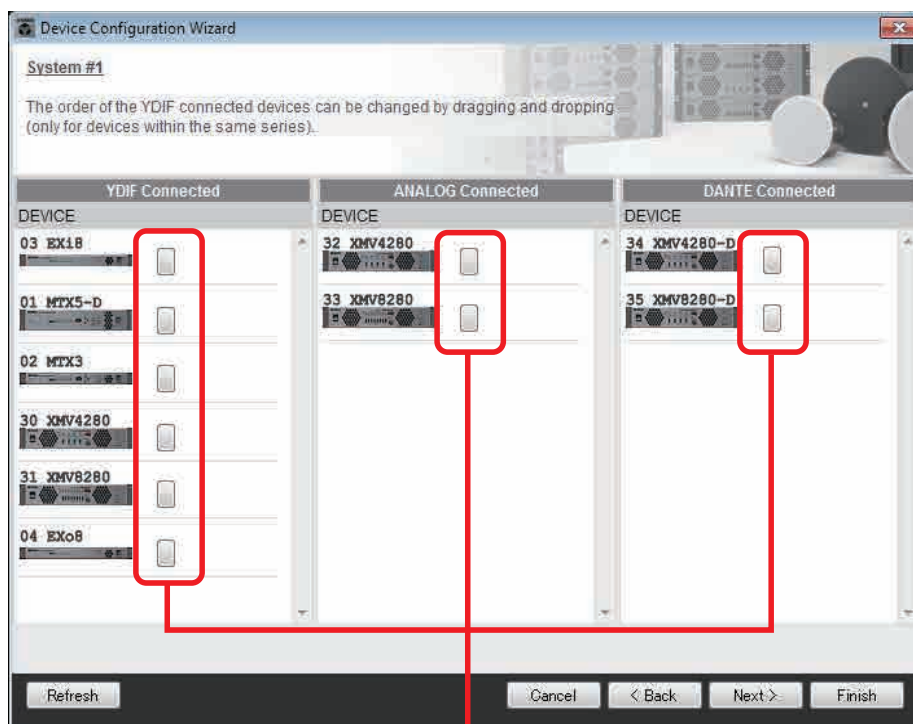 Device Configuration Wizard
System #1
The order of the YDIF connected devices can be changed by dragging and dropping
(only for devices within the same series).
YDIF Connected
ANALOG Connected
DANTE Connected
DEVICE
DEVICE
DEVICE
03 EXi8
32 XMV4280
34 XMV4280-D
01 MTX5-D
33 XMV8280
35 XMV8280-D
02 MTX3
30 XMV4280
31 XMV8280
04 EXo8
Refresh
Cancel
< Back
Next >
Finish